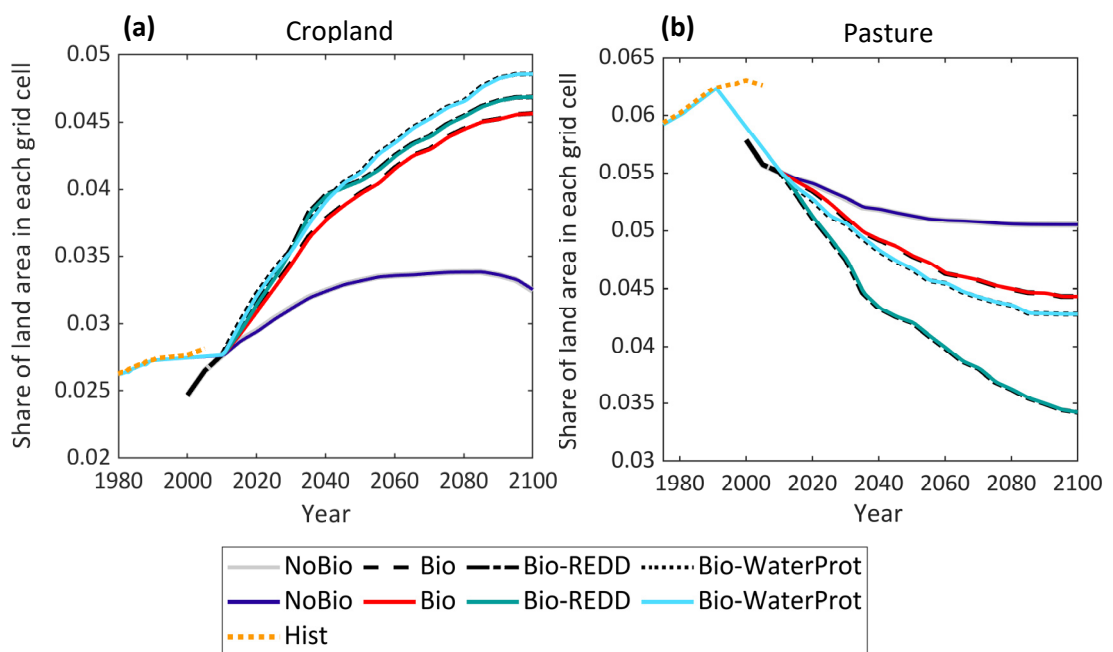 (a) Cropland
Share of land area in each grid cell
0.05
0.045
0.04
0.035
0.03
0.025
0.02
1980 2000 2020 2040 2060 2080 2100
Year
(b) Pasture
Share of land area in each grid cell
0.065
0.06
0.055
0.05
0.045
0.04
0.035
0.03
1980 2000 2020 2040 2060 2080 2100
Year
NoBio Bio Bio-REDD Bio-WaterProt
NoBio Bio Bio-REDD Bio-WaterProt
Hist